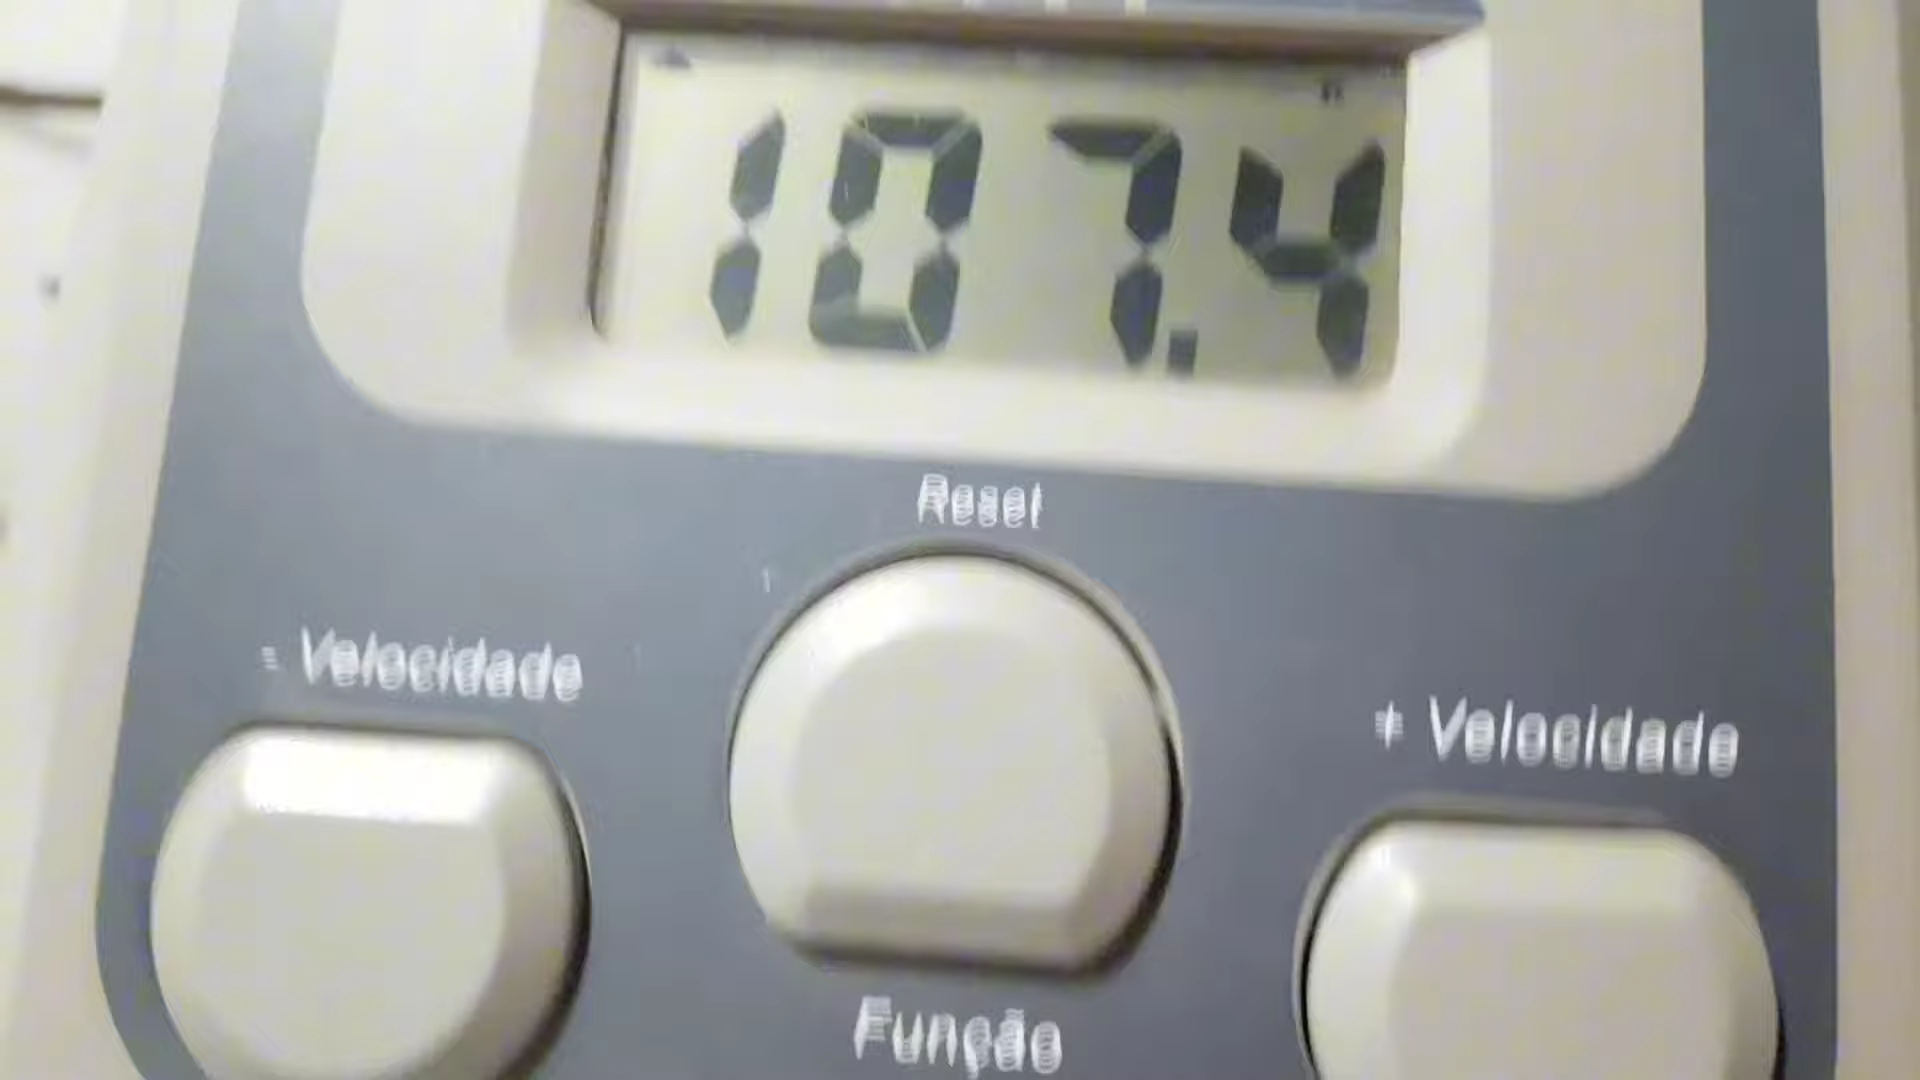 107.4
Reset
- Velocidade
+ Velocidade
Função